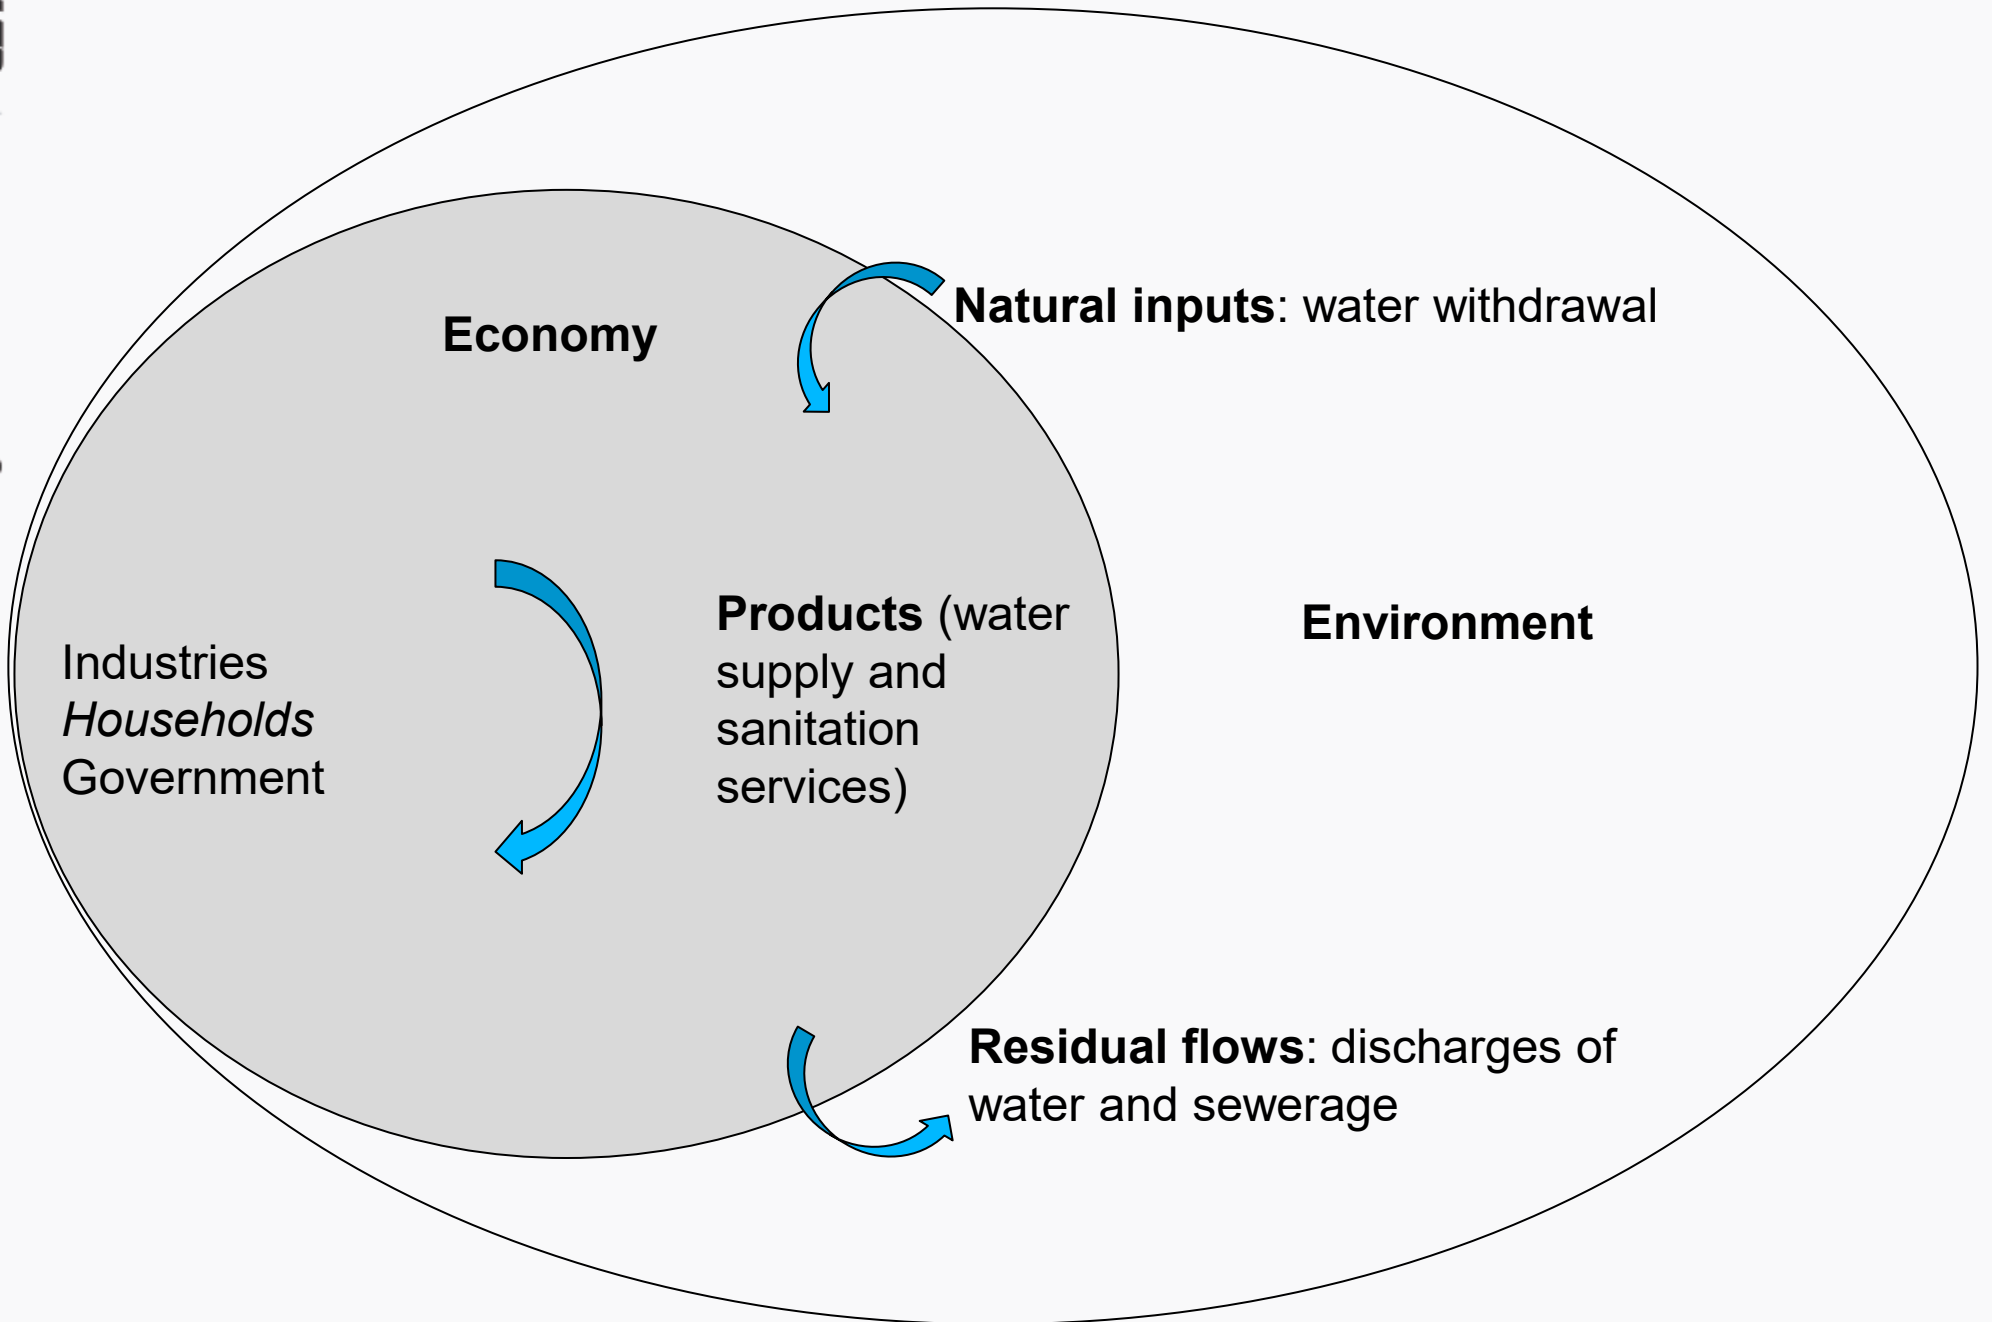 Economy
Natural inputs: water withdrawal
Industries
Households
Government
Products (water
supply and
sanitation
services)
Environment
Residual flows: discharges of
water and sewerage